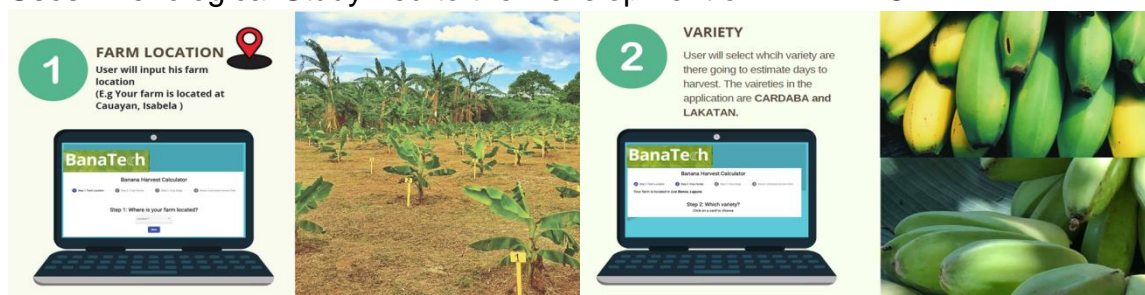 1
FARM LOCATION
User will input his farm
location
(E.g Your farm is located at
Cauayan, Isabela )
BanaTech
Banana Harvest Calculator
Step 1: Where is your farm located?
Next
1
2
VARIETY
User will select whcih variety are
there going to estimate days to
harvest. The vaireties in the
application are CARDABA and
LAKATAN.
BanaTech
Banana Harvest Calculator
Step 2: Which variety?
Click on a card to choose